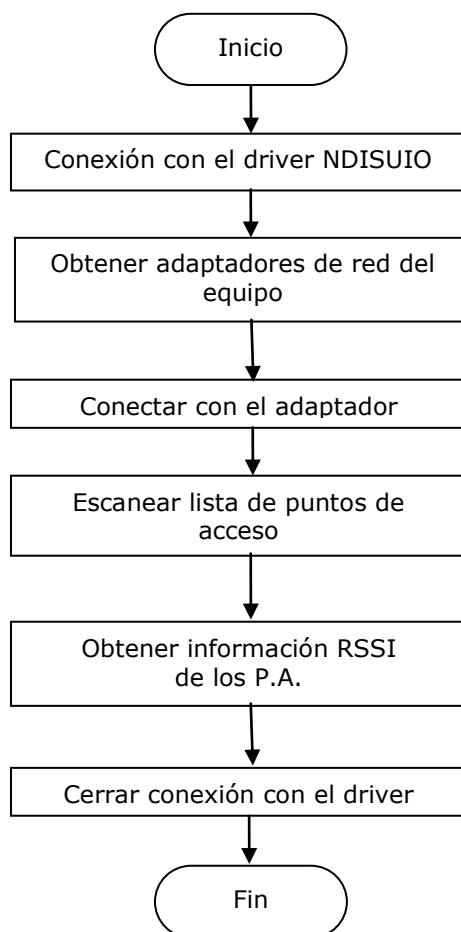 Inicio
Conexión con el driver NDISUIO
Obtener adaptadores de red del
equipo
Conectar con el adaptador
Escanear lista de puntos de
acceso
Obtener información RSSI
de los P.A.
Cerrar conexión con el driver
Fin